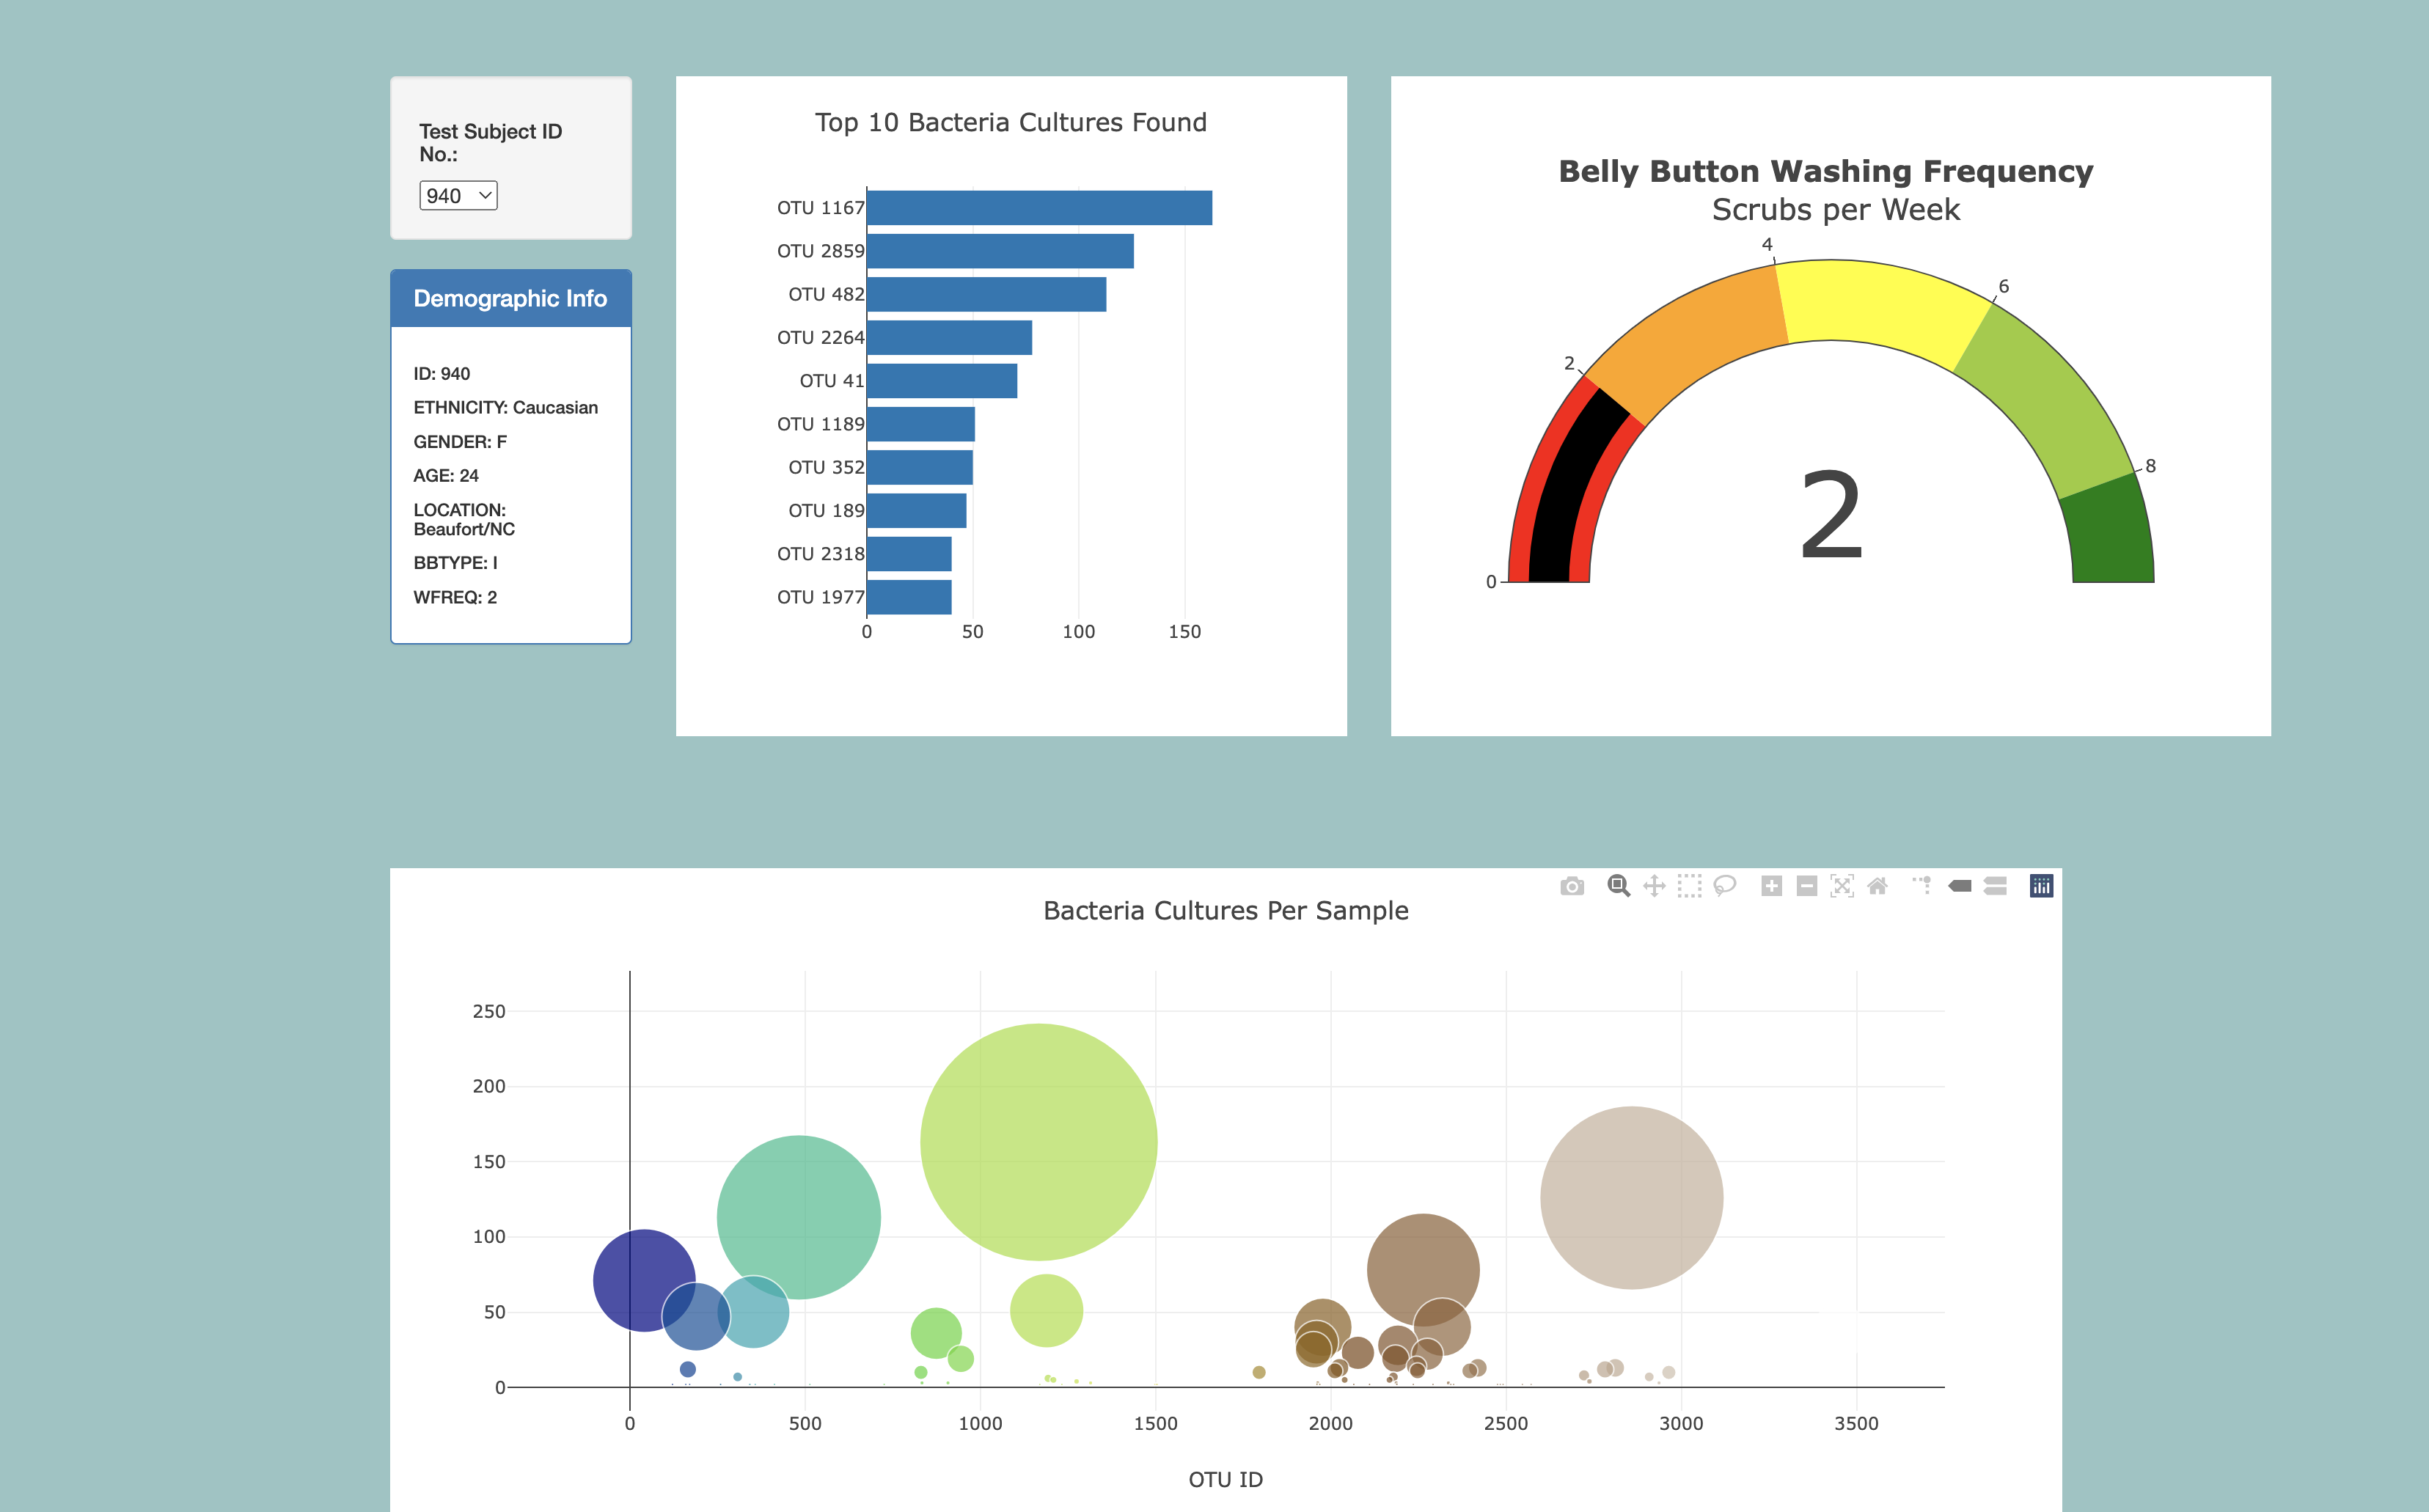 Test Subject ID
No.:
940
Demographic Info
ID: 940
ETHNICITY: Caucasian
GENDER: F
AGE: 24
LOCATION:
Beaufort/NC
BBTYPE: I
WFREQ: 2
Top 10 Bacteria Cultures Found
OTU 1167
OTU 2859
OTU 482
OTU 2264
OTU 41
OTU 1189
OTU 352
OTU 189
OTU 2318
OTU 1977
0 50 100 150
Belly Button Washing Frequency
Scrubs per Week
0
2
4
6
8
2
Bacteria Cultures Per Sample
250
200
150
100
50
0
0 500 1000 1500 2000 2500 3000 3500
OTU ID